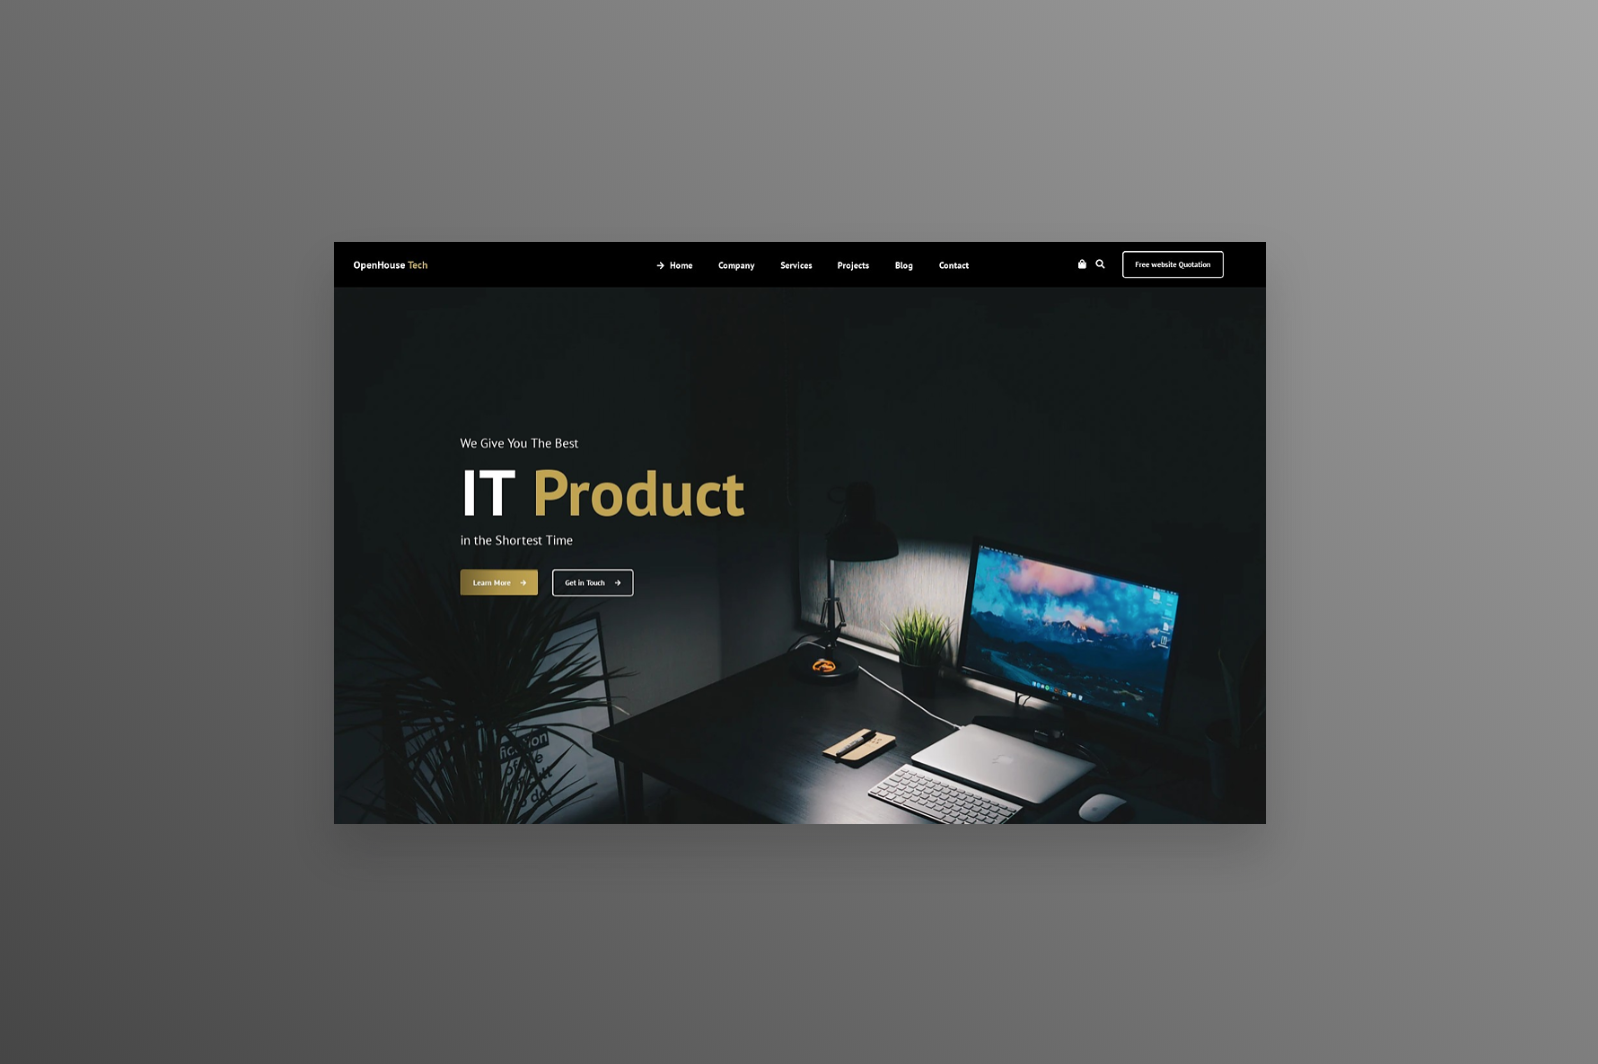 OpenHouse Tech
Home Company Services Projects Blog Contact
Free website Quotation
We Give You The Best
IT Product
in the Shortest Time
Learn More
Get in Touch